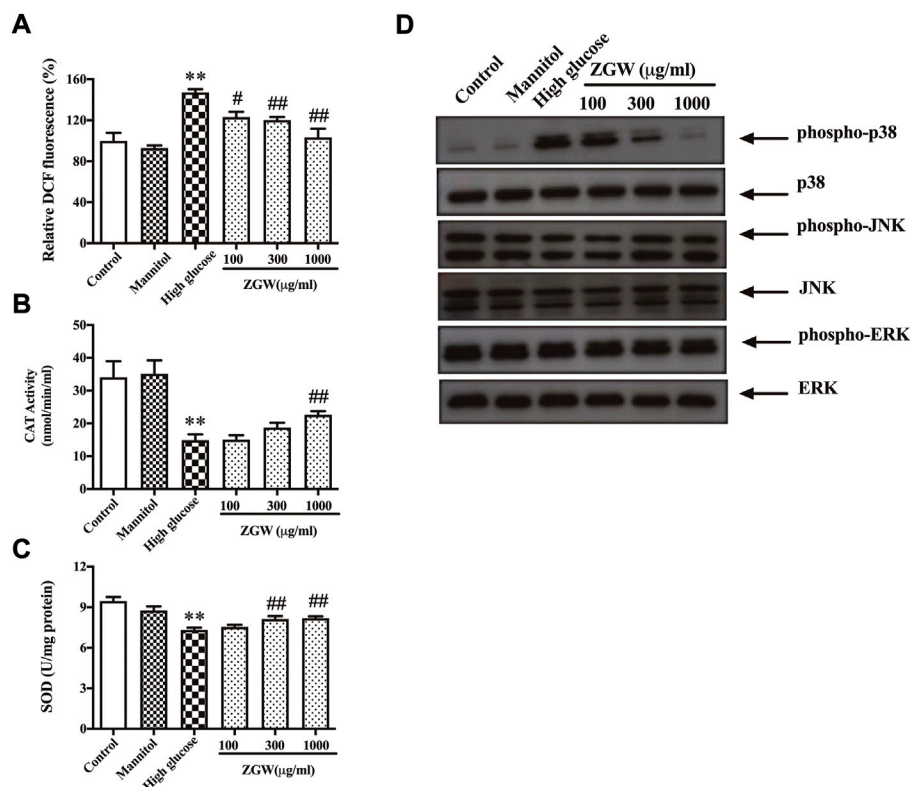 A
Relative DCF fluorescence (%)
160
120
80
40
0
**
#
##
##
Control
Mannitol
High glucose
100
300
1000
ZGW(μg/ml)
B
CAT Activity
(nmol/min/ml)
50
40
30
20
10
0
**
##
Control
Mannitol
High glucose
100
300
1000
ZGW (μg/ml)
C
SOD (U/mg protein)
12
9
6
3
0
**
##
##
Control
Mannitol
High glucose
100
300
1000
ZGW(μg/ml)
D
Control
Mannitol
High glucose
ZGW (μg/ml)
100
300
1000
phospho-p38
p38
phospho-JNK
JNK
phospho-ERK
ERK